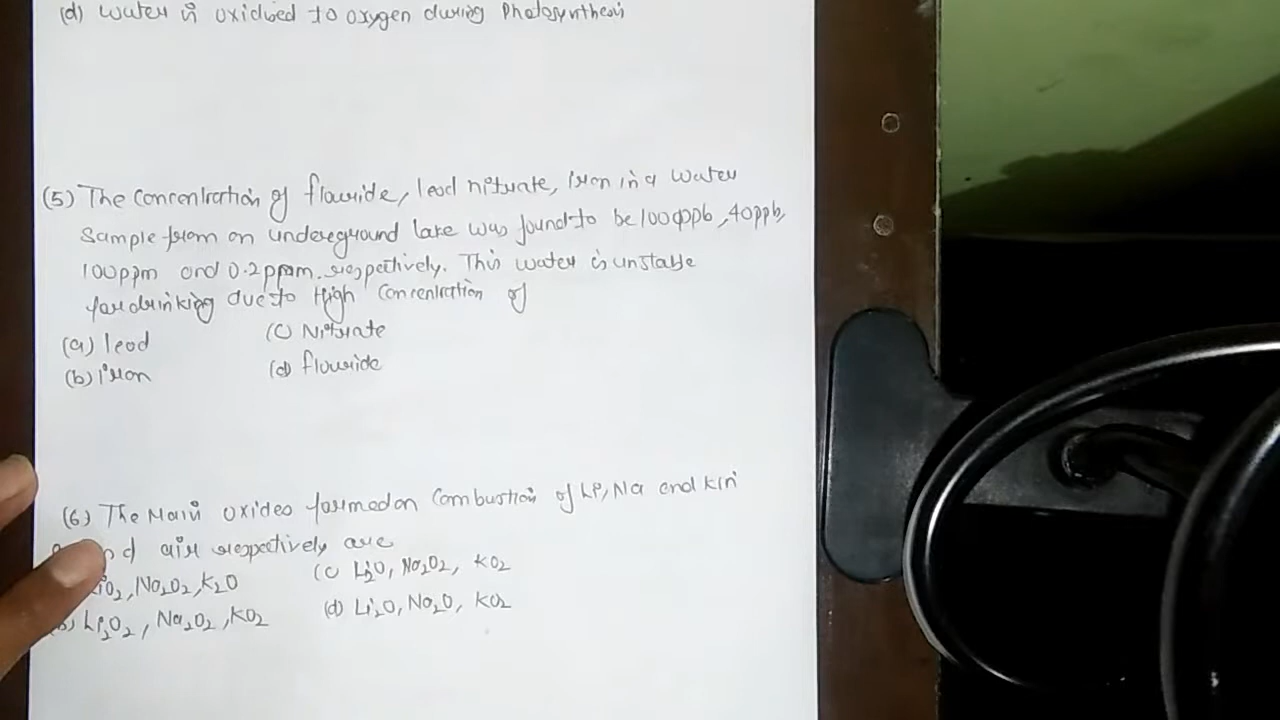 (d) Water is oxidised to oxygen during Photosynthesis
(5) The Concentration of flouride, lead nitrate, Iron in a water
Sample from an undereground lake was found to be 1000ppb, 40ppb,
100ppm and 0.2ppm. respectively. This water is unstable
for drinking due to High Concentration of
(a) lead (c) Nitrate
(b) iron (d) flouride
(6) The Main oxides formed on Combustion of Li, Na and K in
air respectively are
Na2O2, K2O (c) Li2O, Na2O2, KO2
Li2O2, Na2O2, KO2 (d) Li2O, Na2O, KO2